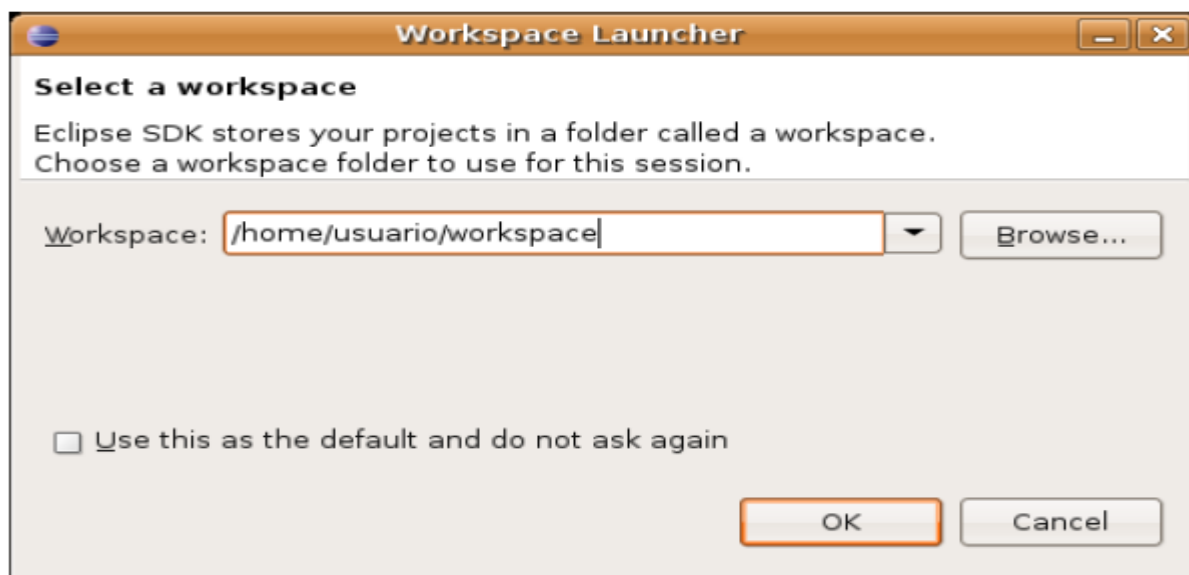 Workspace Launcher
Select a workspace
Eclipse SDK stores your projects in a folder called a workspace.
Choose a workspace folder to use for this session.
Workspace: /home/usuario/workspace Browse...
Use this as the default and do not ask again
OK Cancel